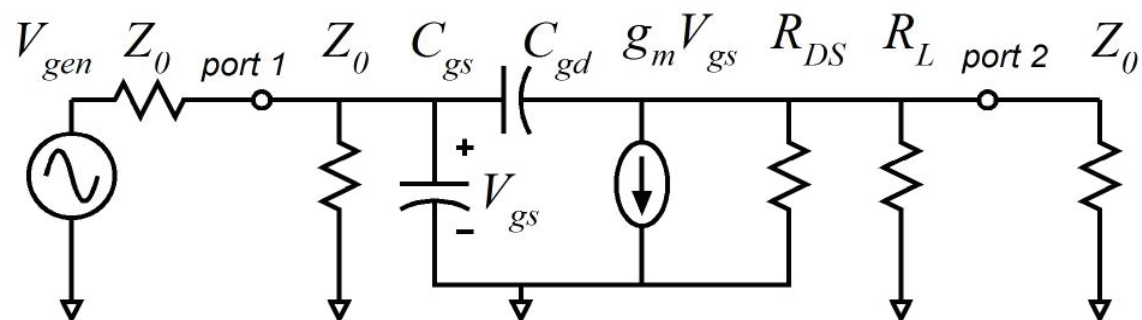 V_gen Z_0 port 1 Z_0 C_gs C_gd g_m V_gs R_DS R_L port 2 Z_0
+
V_gs
-